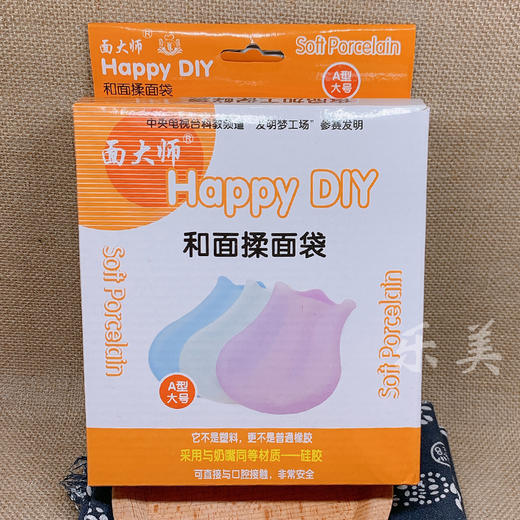 面大师®
Happy DIY
和面揉面袋
Soft Porcelain
A型
大号
中央电视台科教频道 "发明梦工场" 参赛发明
面大师®
Happy DIY
和面揉面袋
Soft Porcelain
Soft Porcelain
A型
大号
乐美
它不是塑料，更不是普通橡胶
采用与奶嘴同等材质——硅胶
可直接与口腔接触，非常安全